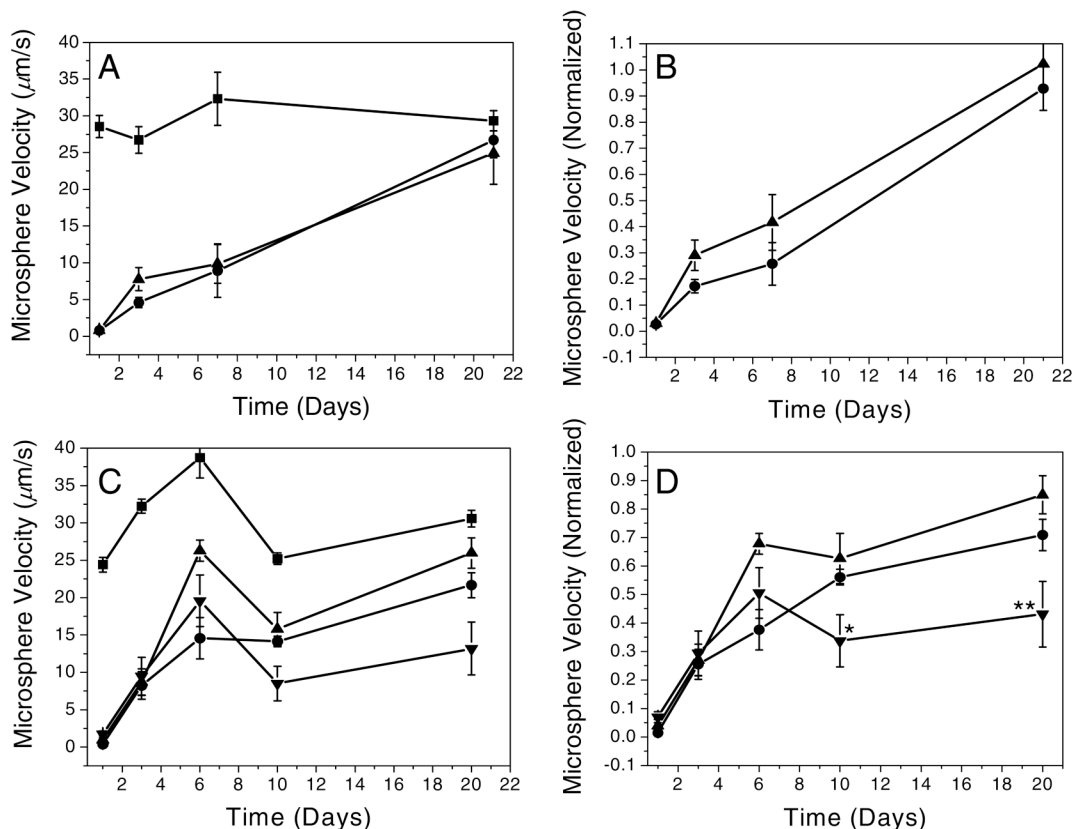 A
Microsphere Velocity (μm/s)
40
35
30
25
20
15
10
5
0
2 4 6 8 10 12 14 16 18 20 22
Time (Days)
B
Microsphere Velocity (Normalized)
1.1
1.0
0.9
0.8
0.7
0.6
0.5
0.4
0.3
0.2
0.1
0.0
-0.1
2 4 6 8 10 12 14 16 18 20 22
Time (Days)
C
Microsphere Velocity (μm/s)
40
35
30
25
20
15
10
5
0
2 4 6 8 10 12 14 16 18 20 22
Time (Days)
D
Microsphere Velocity (Normalized)
1.0
0.9
0.8
0.7
0.6
0.5
0.4
0.3
0.2
0.1
0.0
-0.1
*
**
2 4 6 8 10 12 14 16 18 20
Time (Days)